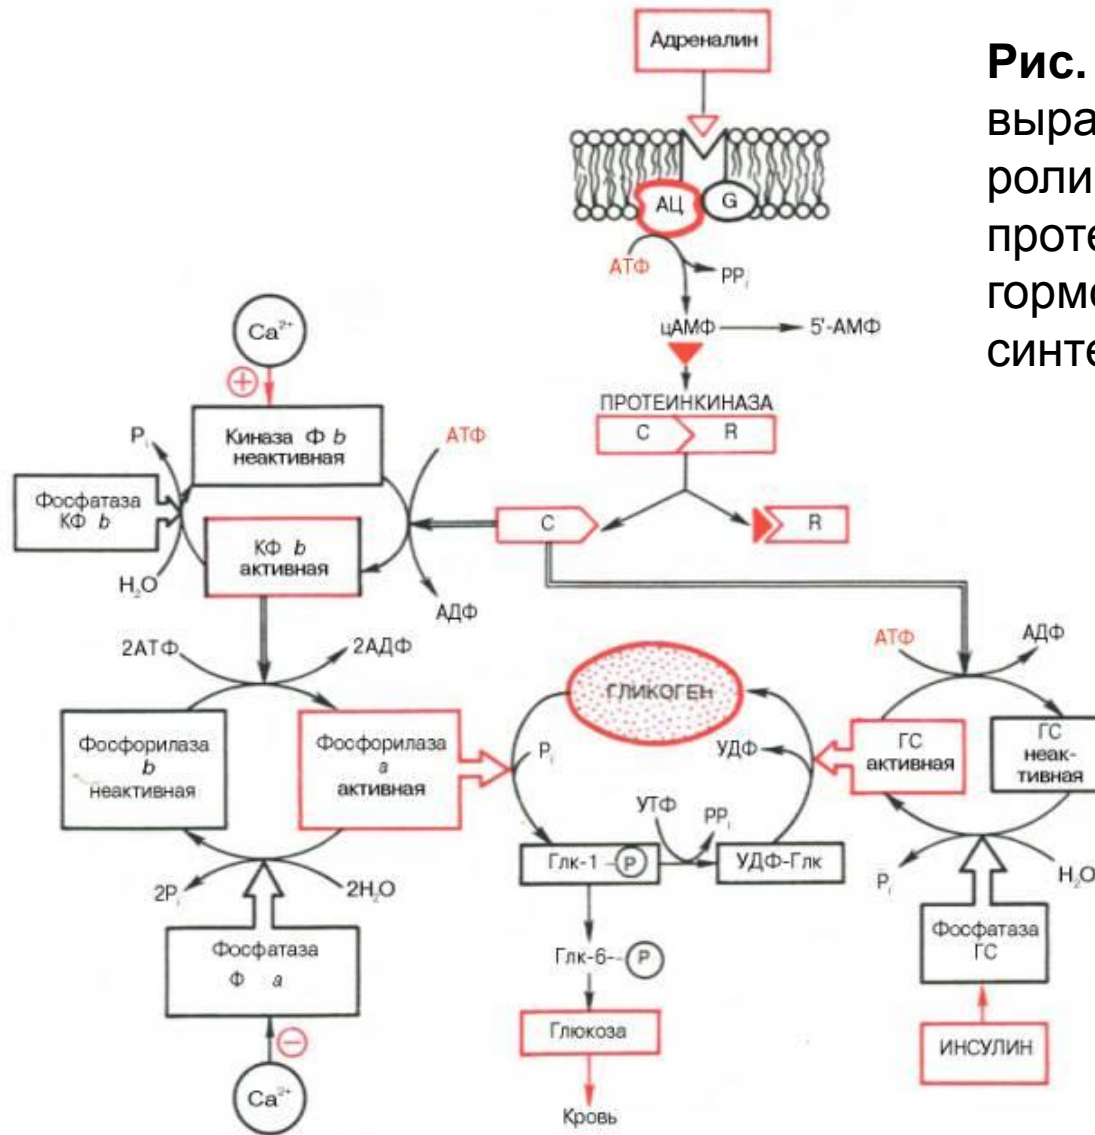 Адреналин
Рис.
выра
роли
проте
гормо
синте
АЦ
G
АТФ
PPi
цАМФ
5'-АМФ
ПРОТЕИНКИНАЗА
C
R
C
R
Ca²⁺
+
Киназа Ф b
неактивная
Pi
АТФ
Фосфатаза
КФ b
КФ b
активная
H₂O
АДФ
2АТФ
2АДФ
Фосфорилаза
b
неактивная
Фосфорилаза
a
активная
2Pi
2H₂O
Фосфатаза
Ф a
−
Ca²⁺
ГЛИКОГЕН
Pi
УДФ
УТФ
PPi
Глк-1-P
УДФ-Глк
Глк-6-P
Глюкоза
Кровь
АТФ
АДФ
ГС
активная
ГС
неак-
тивная
Pi
H₂O
Фосфатаза
ГС
ИНСУЛИН